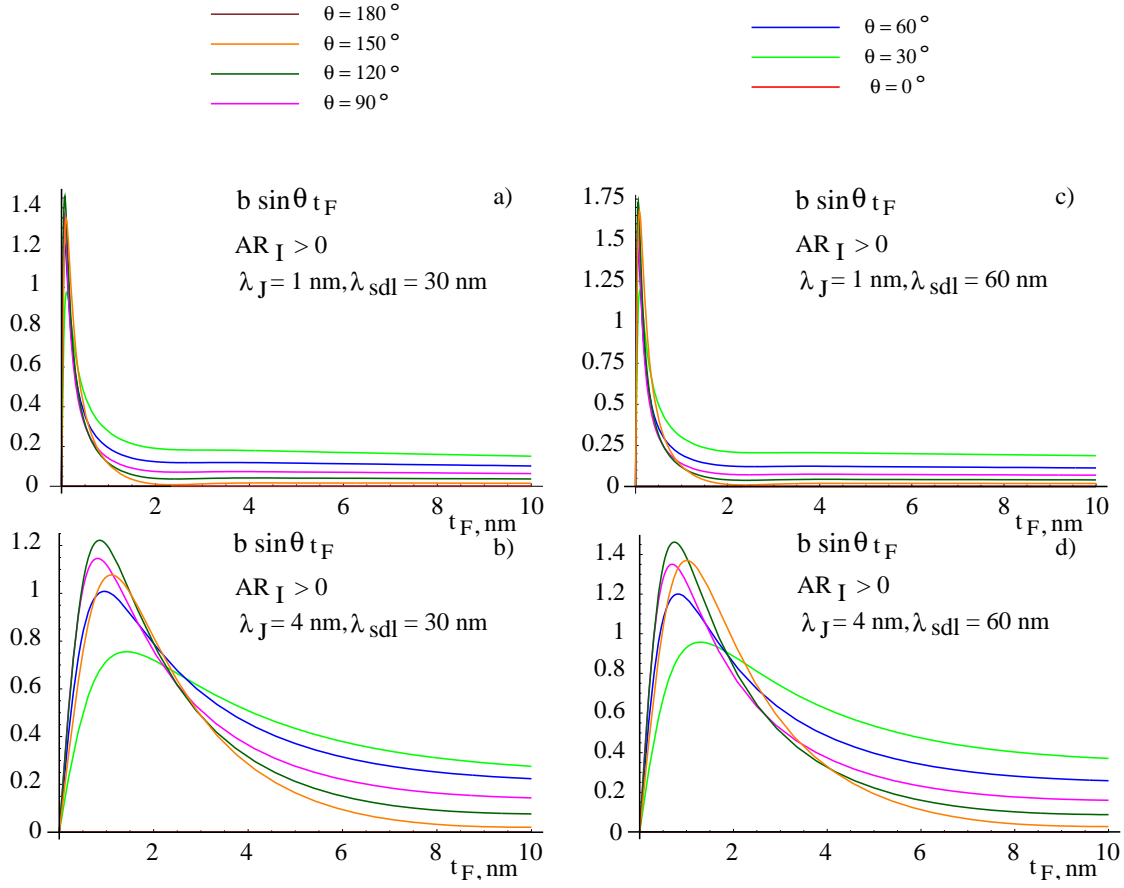 θ = 180°
θ = 150°
θ = 120°
θ = 90°
θ = 60°
θ = 30°
θ = 0°
b sinθ t_F
a)
AR_I > 0
λ_J = 1 nm, λ_sdl = 30 nm
1.4
1.2
1
0.8
0.6
0.4
0.2
0
2
4
6
8
10
t_F, nm
b sinθ t_F
c)
AR_I > 0
λ_J = 1 nm, λ_sdl = 60 nm
1.75
1.5
1.25
1
0.75
0.5
0.25
0
2
4
6
8
10
t_F, nm
b sinθ t_F
b)
AR_I > 0
λ_J = 4 nm, λ_sdl = 30 nm
1.2
1
0.8
0.6
0.4
0.2
0
2
4
6
8
10
t_F, nm
b sinθ t_F
d)
AR_I > 0
λ_J = 4 nm, λ_sdl = 60 nm
1.4
1.2
1
0.8
0.6
0.4
0.2
0
2
4
6
8
10
t_F, nm